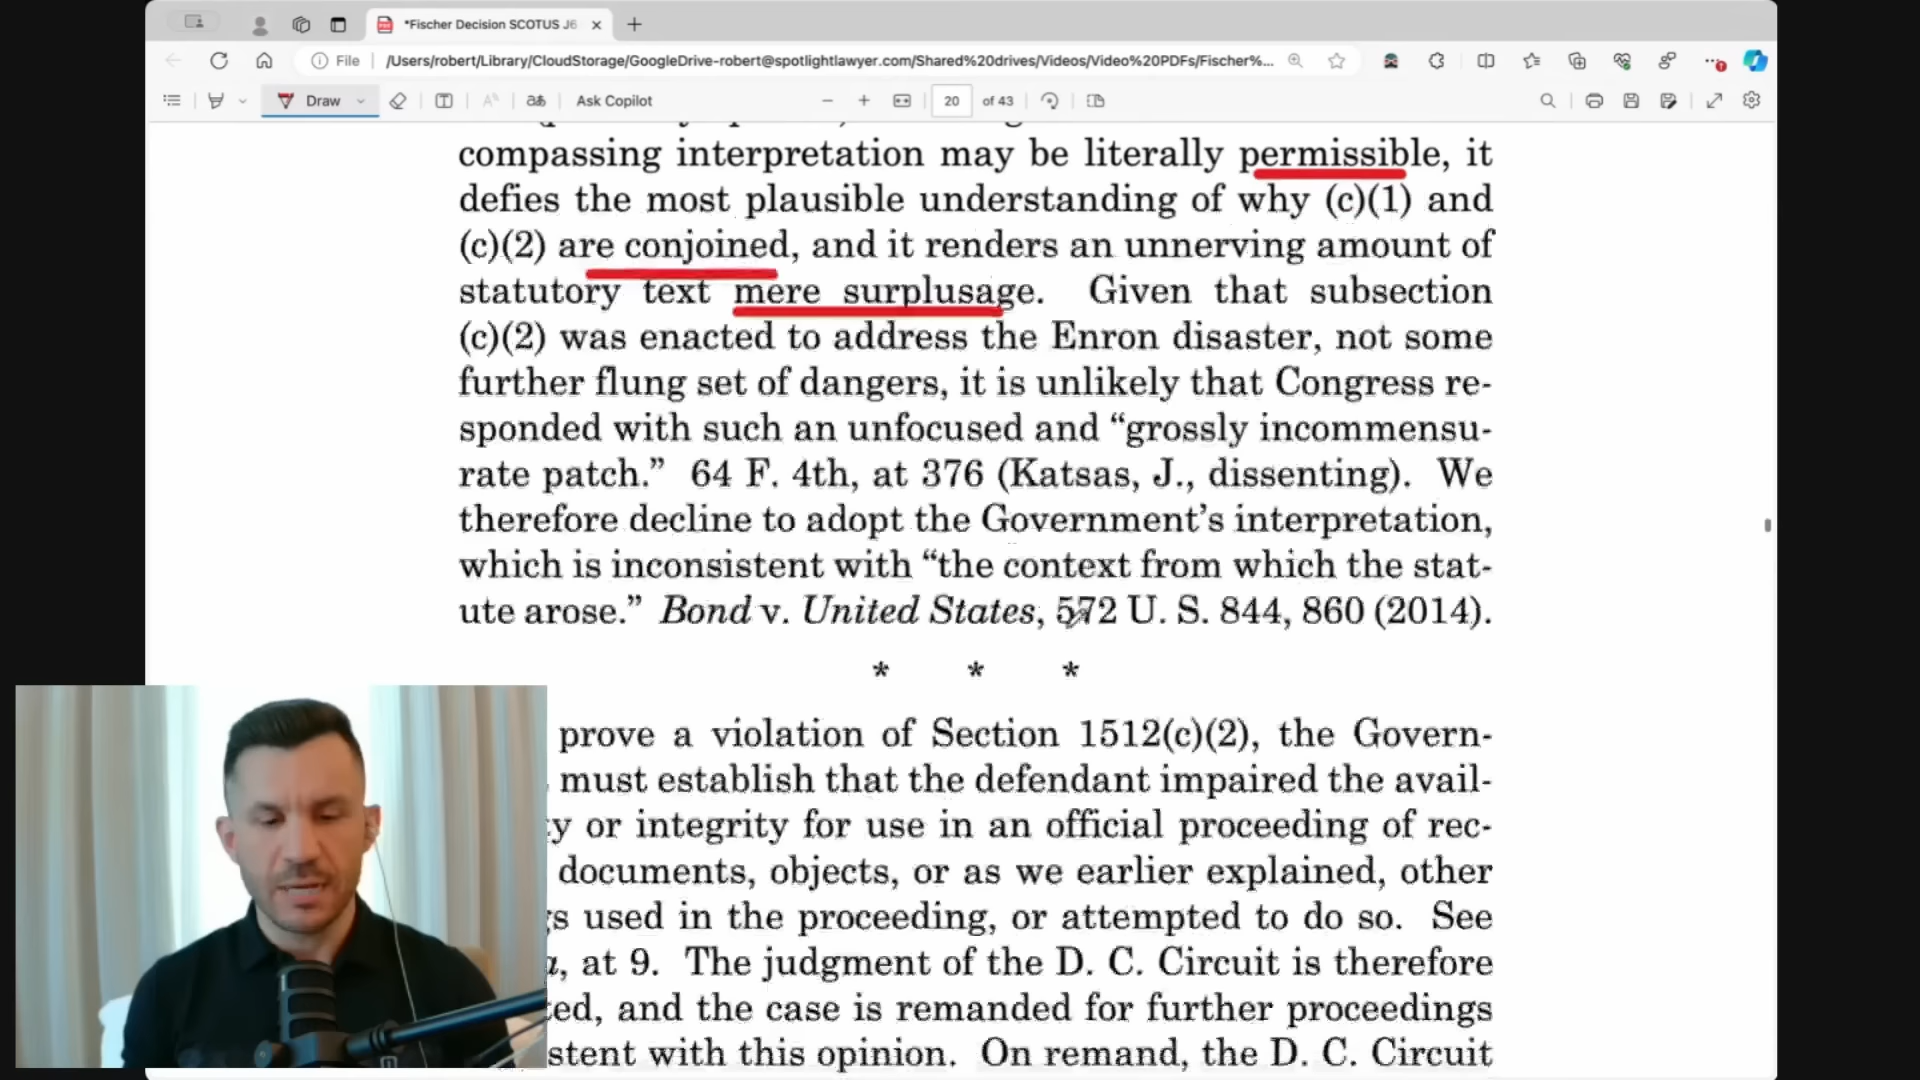 *Fischer Decision SCOTUS J6
File
/Users/robert/Library/CloudStorage/GoogleDrive-robert@spotlightlawyer.com/Shared%20drives/Videos/Video%20PDFs/Fischer%...
Draw
Ask Copilot
20 of 43
compassing interpretation may be literally permissible, it
defies the most plausible understanding of why (c)(1) and
(c)(2) are conjoined, and it renders an unnerving amount of
statutory text mere surplusage. Given that subsection
(c)(2) was enacted to address the Enron disaster, not some
further flung set of dangers, it is unlikely that Congress re-
sponded with such an unfocused and “grossly incommensu-
rate patch.” 64 F. 4th, at 376 (Katsas, J., dissenting). We
therefore decline to adopt the Government’s interpretation,
which is inconsistent with “the context from which the stat-
ute arose.” Bond v. United States, 572 U. S. 844, 860 (2014).
* * *
prove a violation of Section 1512(c)(2), the Govern-
must establish that the defendant impaired the avail-
y or integrity for use in an official proceeding of rec-
documents, objects, or as we earlier explained, other
s used in the proceeding, or attempted to do so. See
a, at 9. The judgment of the D. C. Circuit is therefore
ted, and the case is remanded for further proceedings
stent with this opinion. On remand, the D. C. Circuit